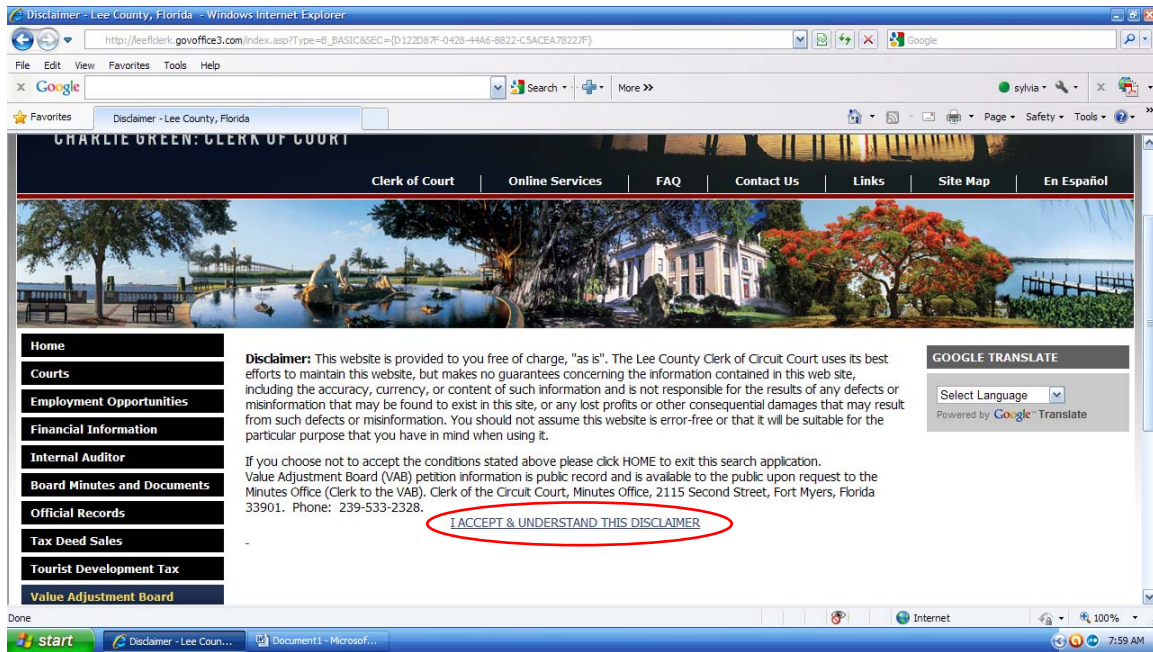 Disclaimer - Lee County, Florida - Windows Internet Explorer
http://leeflderk.govoffice3.com/index.asp?Type=B_BASIC&SEC={D122D87F-0428-44A6-8822-C5ACEA78227F}
Google
File Edit View Favorites Tools Help
x Google Search More >> sylvia x
Favorites Disclaimer - Lee County, Florida Page Safety Tools »
CHARLIE GREEN: CLERK OF COURT
Clerk of Court | Online Services | FAQ | Contact Us | Links | Site Map | En Español
Home
Courts
Employment Opportunities
Financial Information
Internal Auditor
Board Minutes and Documents
Official Records
Tax Deed Sales
Tourist Development Tax
Value Adjustment Board
Disclaimer: This website is provided to you free of charge, "as is". The Lee County Clerk of Circuit Court uses its best
efforts to maintain this website, but makes no guarantees concerning the information contained in this web site,
including the accuracy, currency, or content of such information and is not responsible for the results of any defects or
misinformation that may be found to exist in this site, or any lost profits or other consequential damages that may result
from such defects or misinformation. You should not assume this website is error-free or that it will be suitable for the
particular purpose that you have in mind when using it.
If you choose not to accept the conditions stated above please click HOME to exit this search application.
Value Adjustment Board (VAB) petition information is public record and is available to the public upon request to the
Minutes Office (Clerk to the VAB). Clerk of the Circuit Court, Minutes Office, 2115 Second Street, Fort Myers, Florida
33901. Phone: 239-533-2328.
I ACCEPT & UNDERSTAND THIS DISCLAIMER
-
GOOGLE TRANSLATE
Select Language
Powered by Google™ Translate
Done Internet 100%
start Disclaimer - Lee Coun... Document1 - Microsof... 7:59 AM